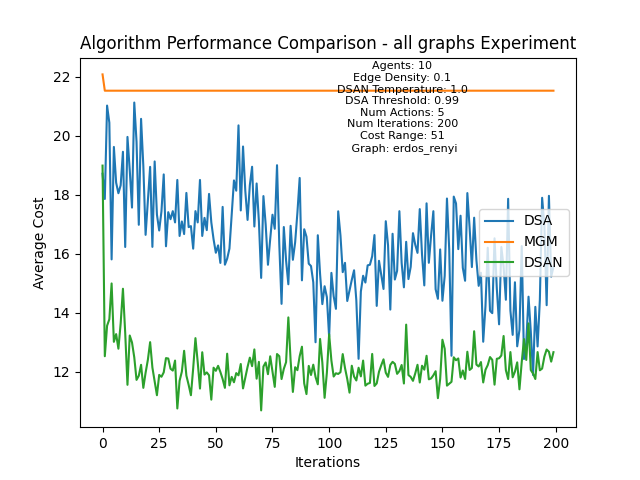 Algorithm Performance Comparison - all graphs Experiment
Agents: 10
Edge Density: 0.1
DSAN Temperature: 1.0
DSA Threshold: 0.99
Num Actions: 5
Num Iterations: 200
Cost Range: 51
Graph: erdos_renyi
Average Cost
22
20
18
16
14
12
DSA
MGM
DSAN
0
25
50
75
100
125
150
175
200
Iterations